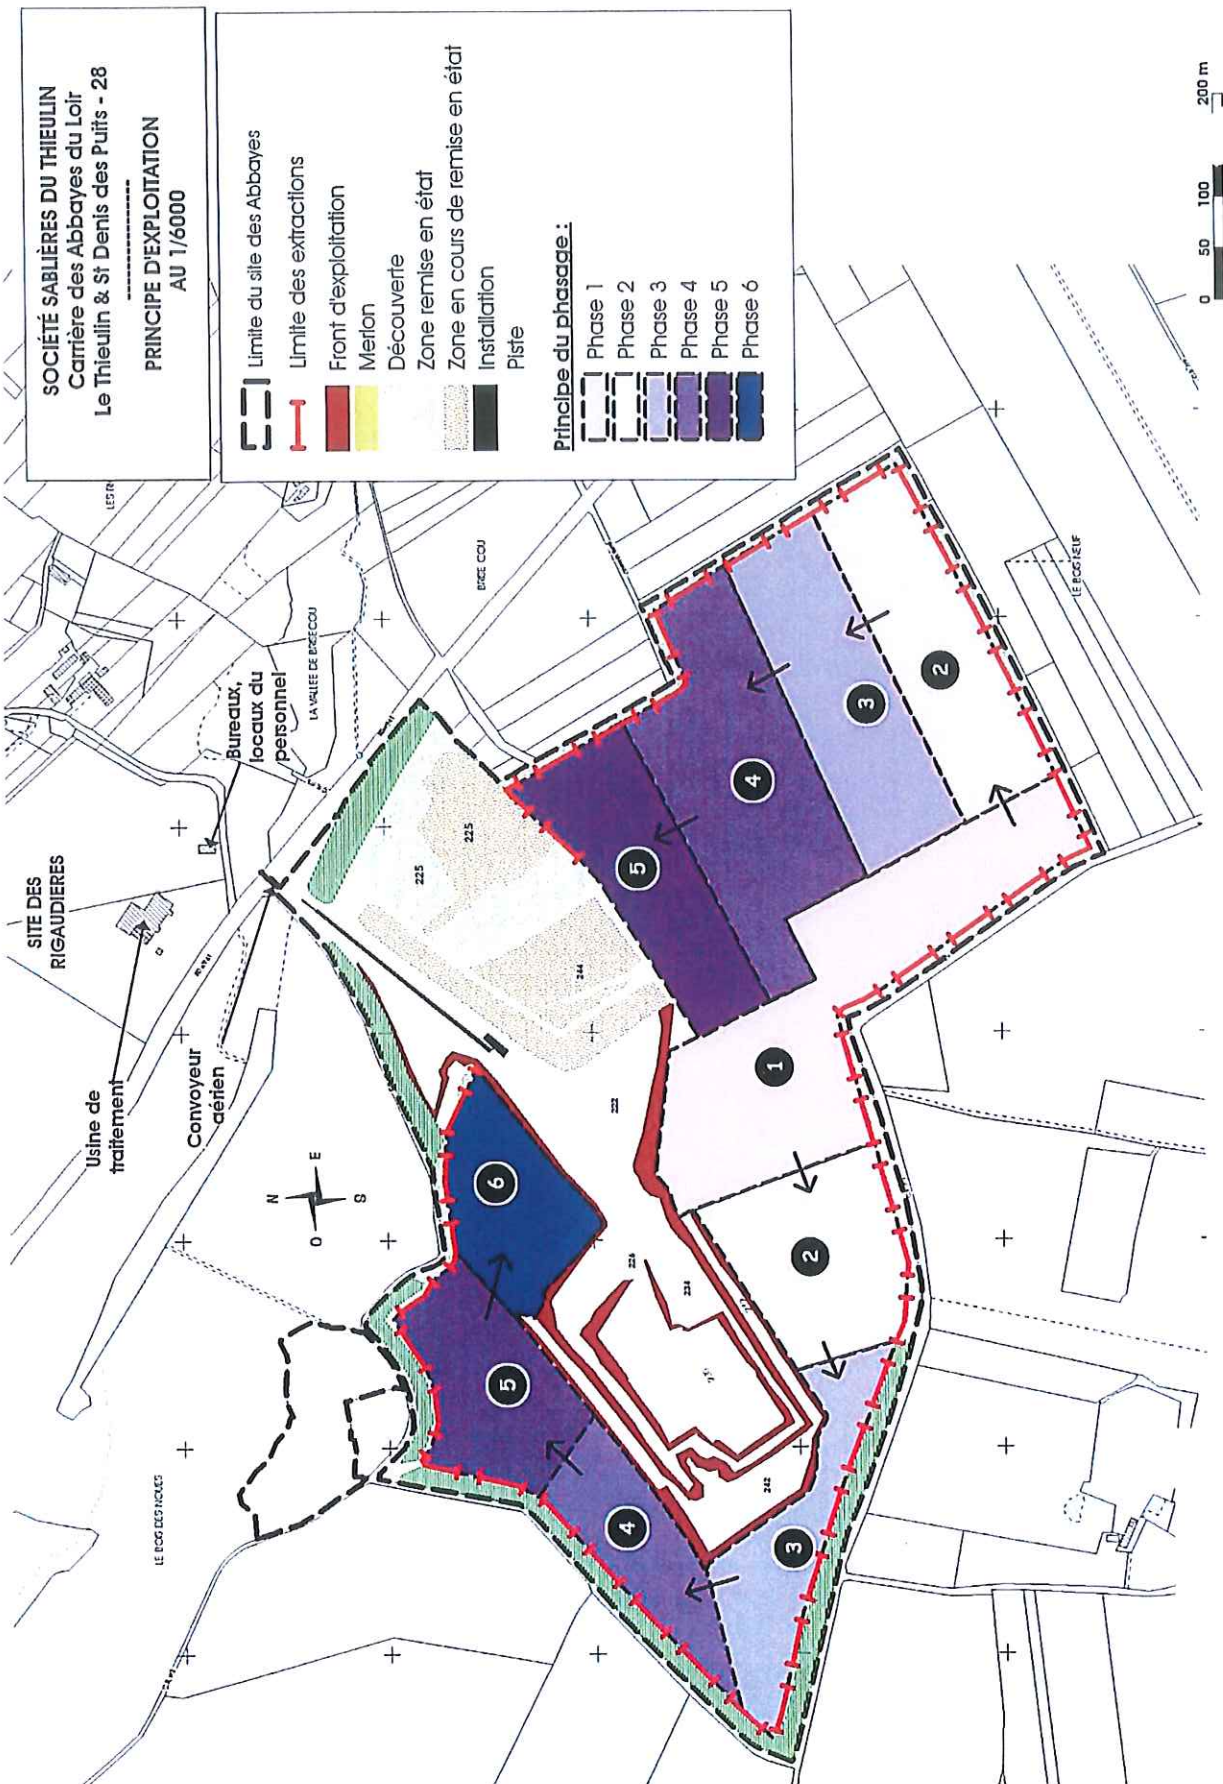 SOCIÉTÉ SABLIÈRES DU THIEULIN
Carrière des Abbayes du Loir
Le Thieulin & St Denis des Puits - 28
PRINCIPE D'EXPLOITATION
AU 1/6000
Limite du site des Abbayes
Limite des extractions
Front d'exploitation
Merlon
Découverte
Zone remise en état
Zone en cours de remise en état
Installation
Piste
Principe du phasage :
Phase 1
Phase 2
Phase 3
Phase 4
Phase 5
Phase 6
SITE DES
RIGAUDIERES
Usine de
traitement
Convoyeur
aérien
Bureaux,
locaux du
personnel
LA VALLEE DE BRECOU
BRECOU
LE BOIS DES NOUES
LE BOIS NEUF
N
E
S
O
225
225
244
222
226
234
242
1
2
3
4
5
2
3
4
5
6
0
50
100
200 m